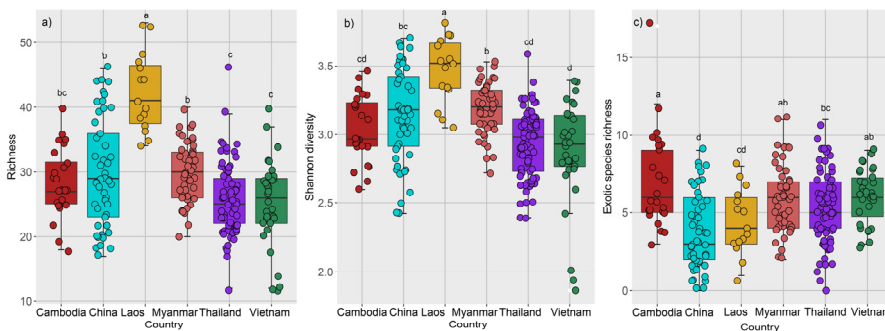 a)
Richness
50
40
30
20
10
bc
b
a
b
c
c
Cambodia China Laos Myanmar Thailand Vietnam
Country
b)
Shannon diversity
3.5
3.0
2.5
2.0
cd
bc
a
b
cd
d
Cambodia China Laos Myanmar Thailand Vietnam
Country
c)
Exolic species richness
15
10
5
0
a
d
cd
ab
bc
ab
Cambodia China Laos Myanmar Thailand Vietnam
Country